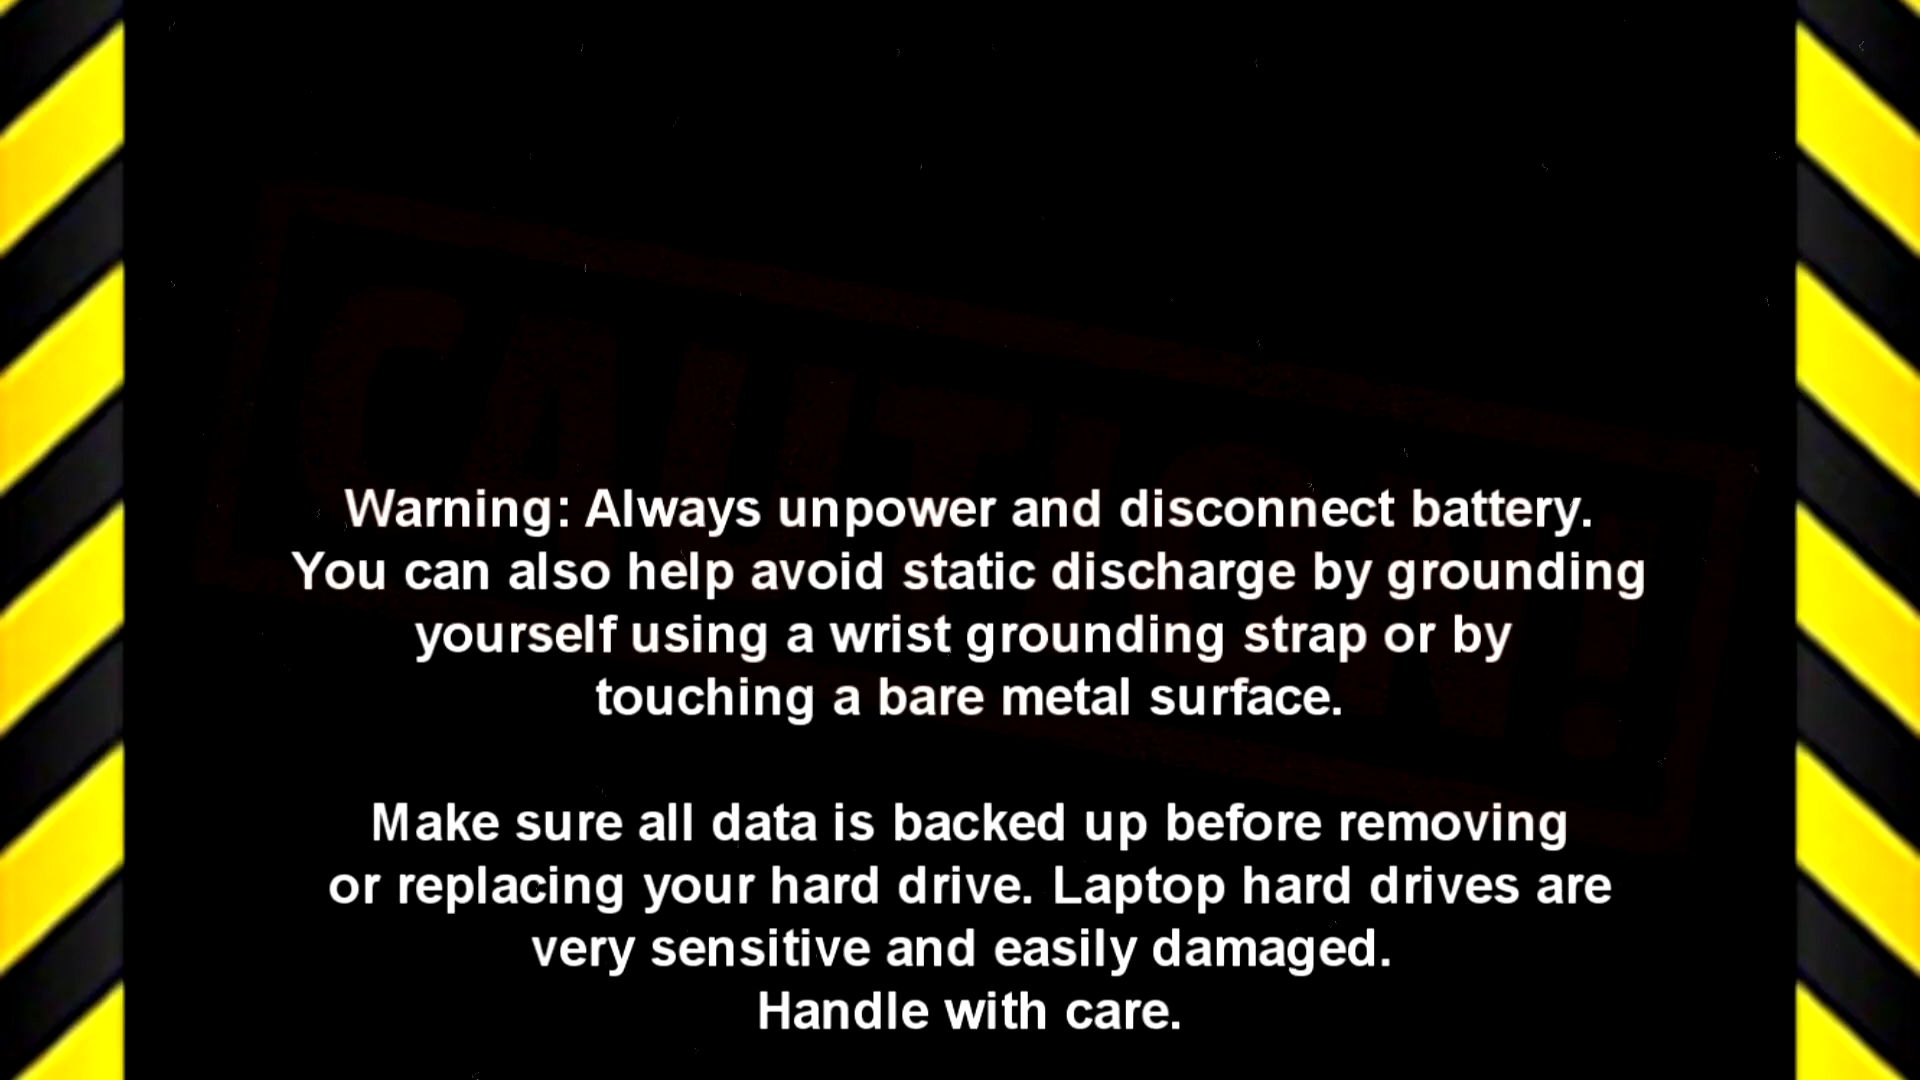 CAUTION!
Warning: Always unpower and disconnect battery.
You can also help avoid static discharge by grounding
yourself using a wrist grounding strap or by
touching a bare metal surface.
Make sure all data is backed up before removing
or replacing your hard drive. Laptop hard drives are
very sensitive and easily damaged.
Handle with care.